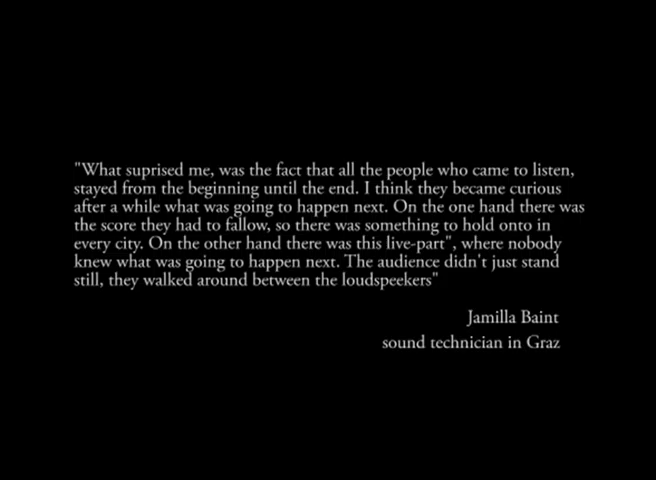 "What suprised me, was the fact that all the people who came to listen,
stayed from the beginning until the end. I think they became curious
after a while what was going to happen next. On the one hand there was
the score they had to fallow, so there was something to hold onto in
every city. On the other hand there was this live-part", where nobody
knew what was going to happen next. The audience didn't just stand
still, they walked around between the loudspeekers"
Jamilla Baint
sound technician in Graz